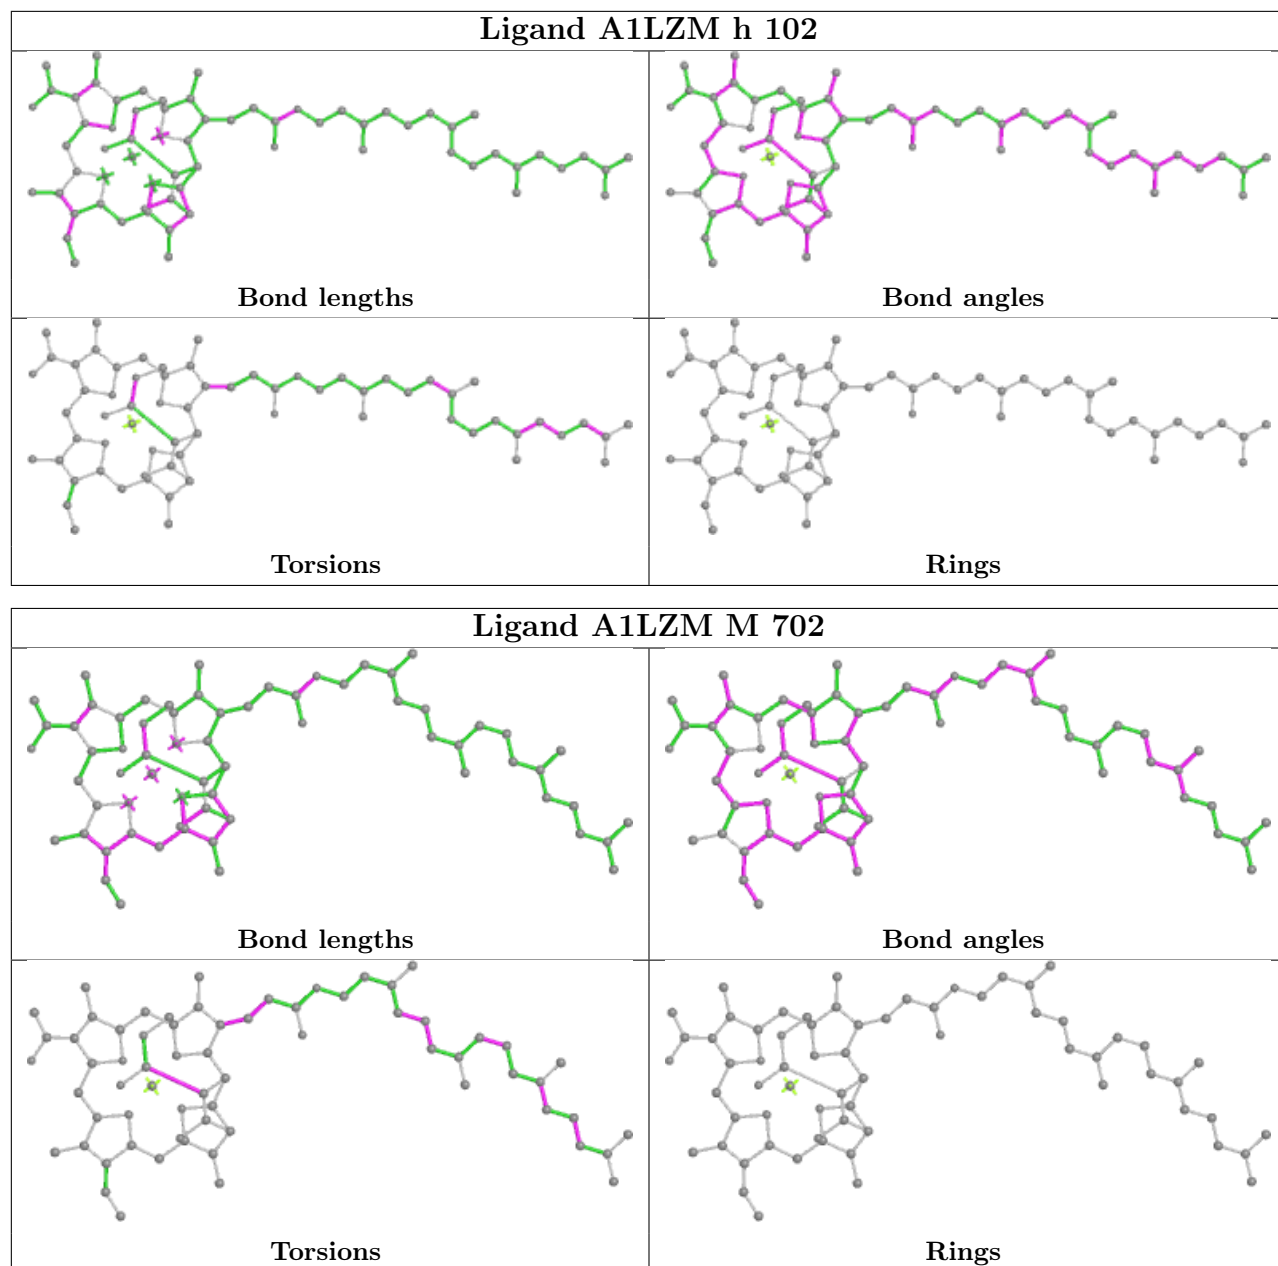 Ligand A1LZM h 102
Bond lengths
Bond angles
Torsions
Rings
Ligand A1LZM M 702
Bond lengths
Bond angles
Torsions
Rings